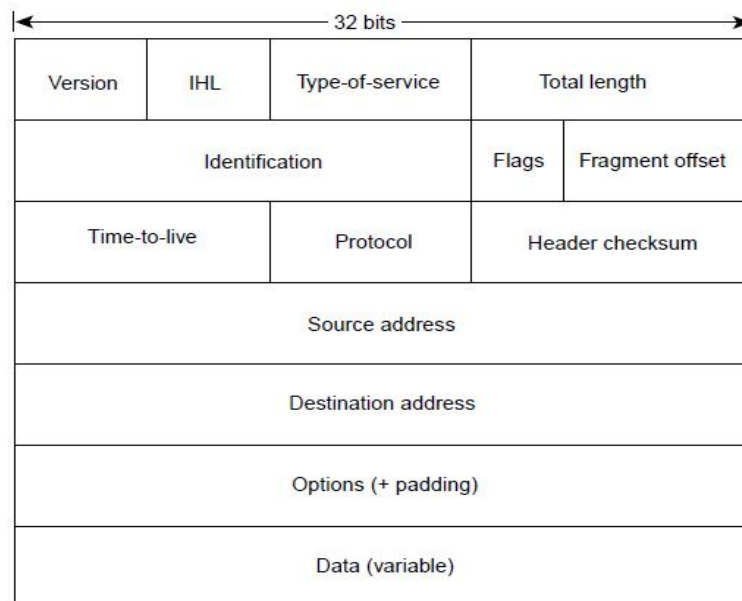 32 bits
Version IHL Type-of-service Total length
Identification Flags Fragment offset
Time-to-live Protocol Header checksum
Source address
Destination address
Options (+ padding)
Data (variable)